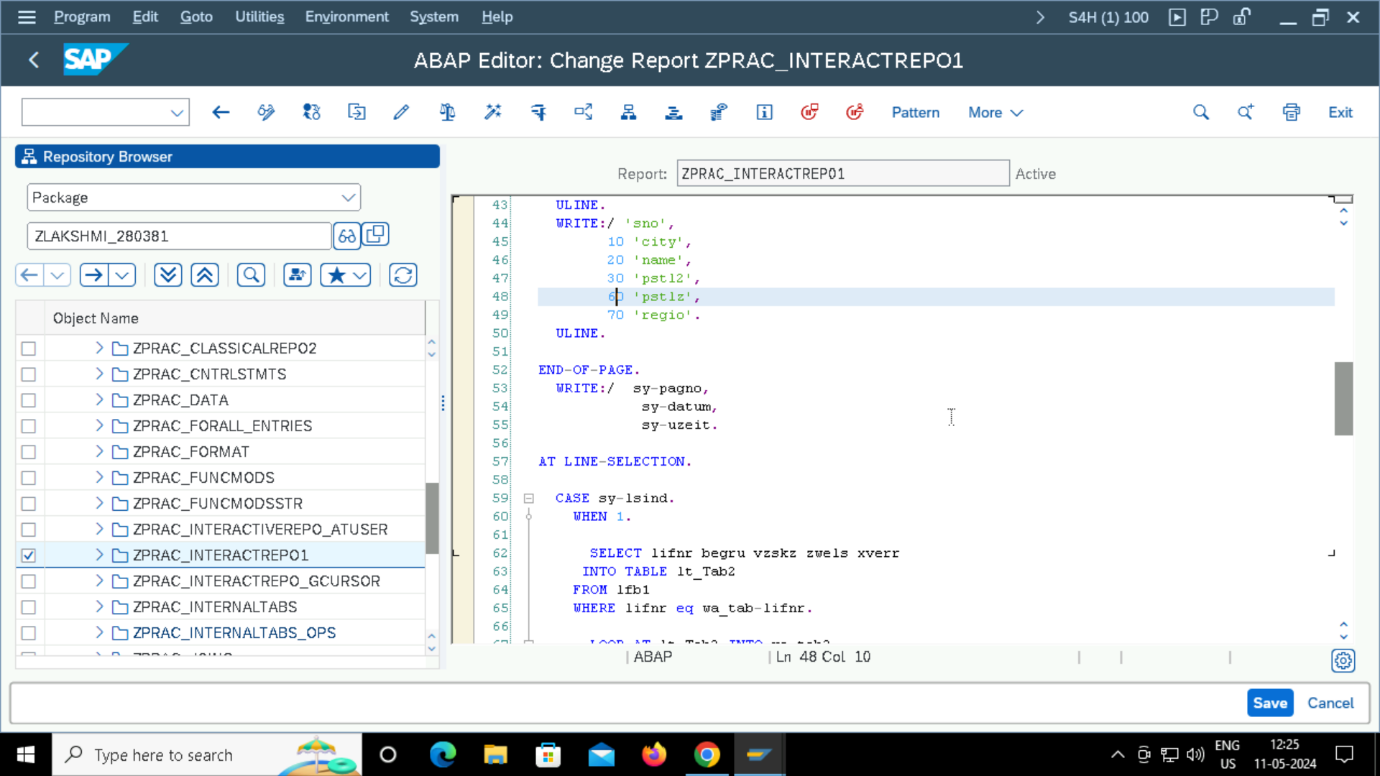 Program Edit Goto Utilities Environment System Help S4H (1) 100
SAP ABAP Editor: Change Report ZPRAC_INTERACTREPO1
Pattern More Exit
Repository Browser
Package
ZLAKSHMI_280381
Object Name
ZPRAC_CLASSICALREPO2
ZPRAC_CNTRLSTMTS
ZPRAC_DATA
ZPRAC_FORALL_ENTRIES
ZPRAC_FORMAT
ZPRAC_FUNCMODS
ZPRAC_FUNCMODSSTR
ZPRAC_INTERACTIVEREPO_ATUSER
ZPRAC_INTERACTREPO1
ZPRAC_INTERACTREPO_GCURSOR
ZPRAC_INTERNALTABS
ZPRAC_INTERNALTABS_OPS
Report: ZPRAC_INTERACTREPO1 Active
43 ULINE.
44 WRITE:/ 'sno',
45 10 'city',
46 20 'name',
47 30 'pstl2',
48 60 'pstlz',
49 70 'regio'.
50 ULINE.
51
52 END-OF-PAGE.
53 WRITE:/ sy-pagno,
54 sy-datum,
55 sy-uzeit.
56
57 AT LINE-SELECTION.
58
59 CASE sy-lsind.
60 WHEN 1.
61
62 SELECT lifnr begru vzskz zwels xverr
63 INTO TABLE lt_Tab2
64 FROM lfb1
65 WHERE lifnr eq wa_tab-lifnr.
66
ABAP Ln 48 Col 10
Save Cancel
Type here to search
ENG
US
12:25
11-05-2024